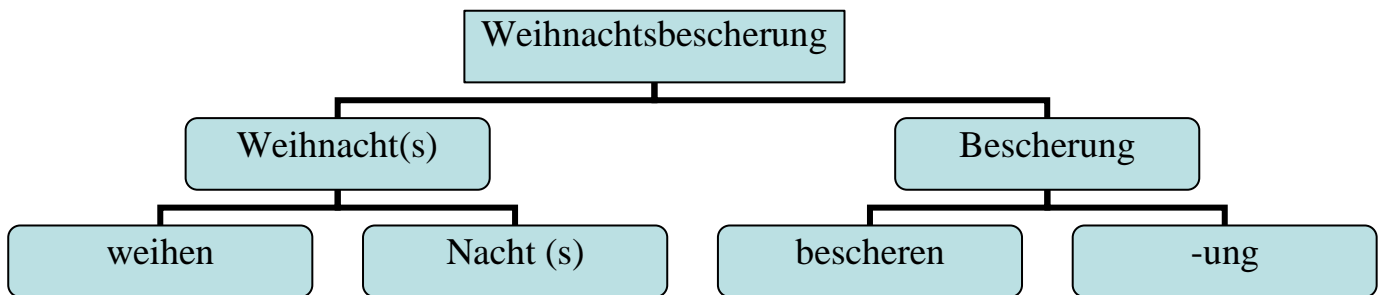 Weihnachtsbescherung
Weihnacht(s)
Bescherung
weihen
Nacht (s)
bescheren
-ung